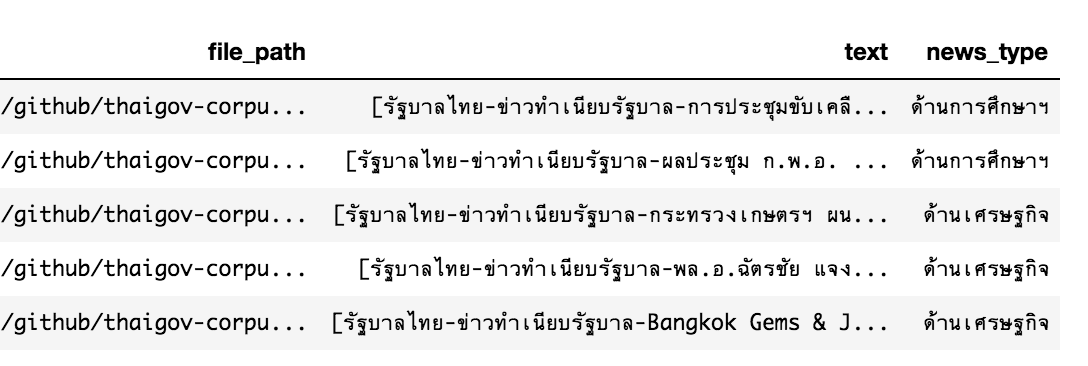 file_path text news_type
/github/thaigov-corpu... [รัฐบาลไทย-ข่าวทำเนียบรัฐบาล-การประชุมขับเคลื... ด้านการศึกษาฯ
/github/thaigov-corpu... [รัฐบาลไทย-ข่าวทำเนียบรัฐบาล-ผลประชุม ก.พ.อ. ... ด้านการศึกษาฯ
/github/thaigov-corpu... [รัฐบาลไทย-ข่าวทำเนียบรัฐบาล-กระทรวงเกษตรฯ ผน... ด้านเศรษฐกิจ
/github/thaigov-corpu... [รัฐบาลไทย-ข่าวทำเนียบรัฐบาล-พล.อ.ฉัตรชัย แจง... ด้านเศรษฐกิจ
/github/thaigov-corpu... [รัฐบาลไทย-ข่าวทำเนียบรัฐบาล-Bangkok Gems & J... ด้านเศรษฐกิจ